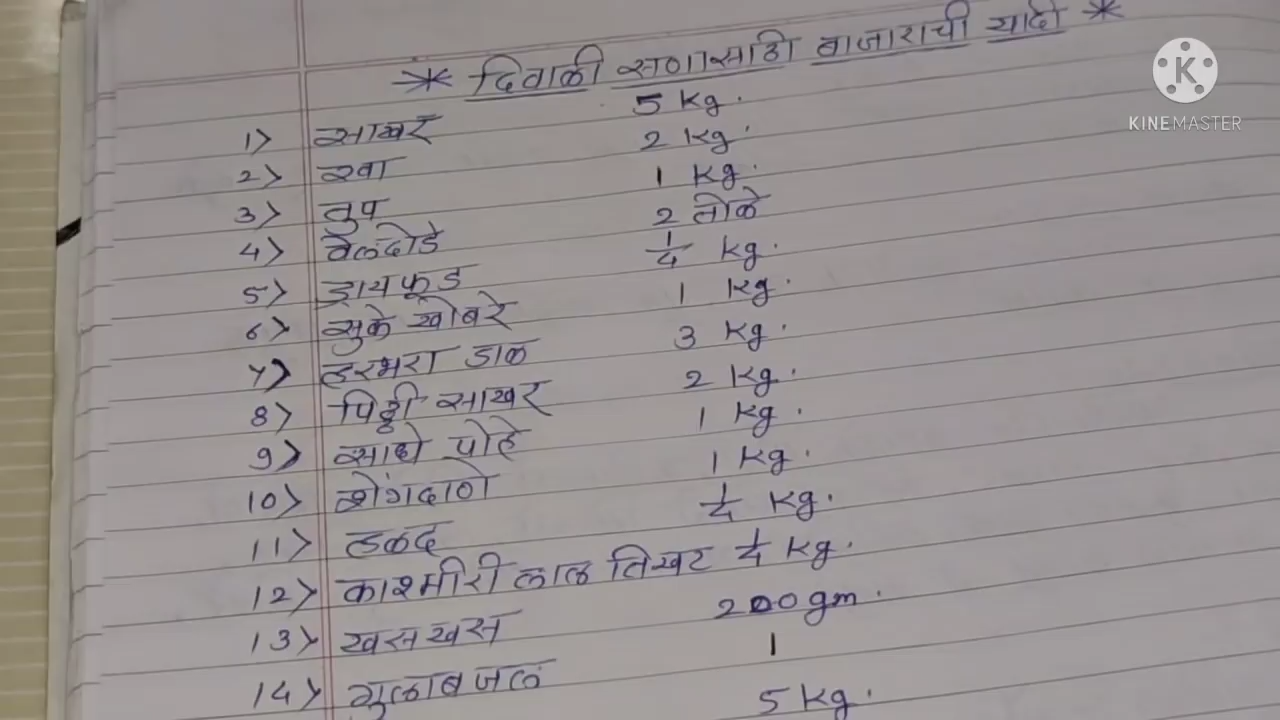 * दिवाळी सणासाठी बाजाराची यादी *
1> साखर 5 Kg.
2> रवा 2 Kg.
3> तुप 1 Kg.
4> वेलदोडे 2 तोळे
5> ड्रायफ्रूड 1/4 Kg.
6> सुके खोबरे 1 Kg.
7> हरभरा डाळ 3 Kg.
8> पिठ्ठी साखर 2 Kg.
9> साधे पोहे 1 Kg.
10> शेंगदाणे 1 Kg.
11> हळद 1/4 Kg.
12> काश्मीरी लाल तिखट 1/4 Kg.
13> खसखस 200 gm.
14> गुलाब जलं 1
5 Kg.
KINEMASTER